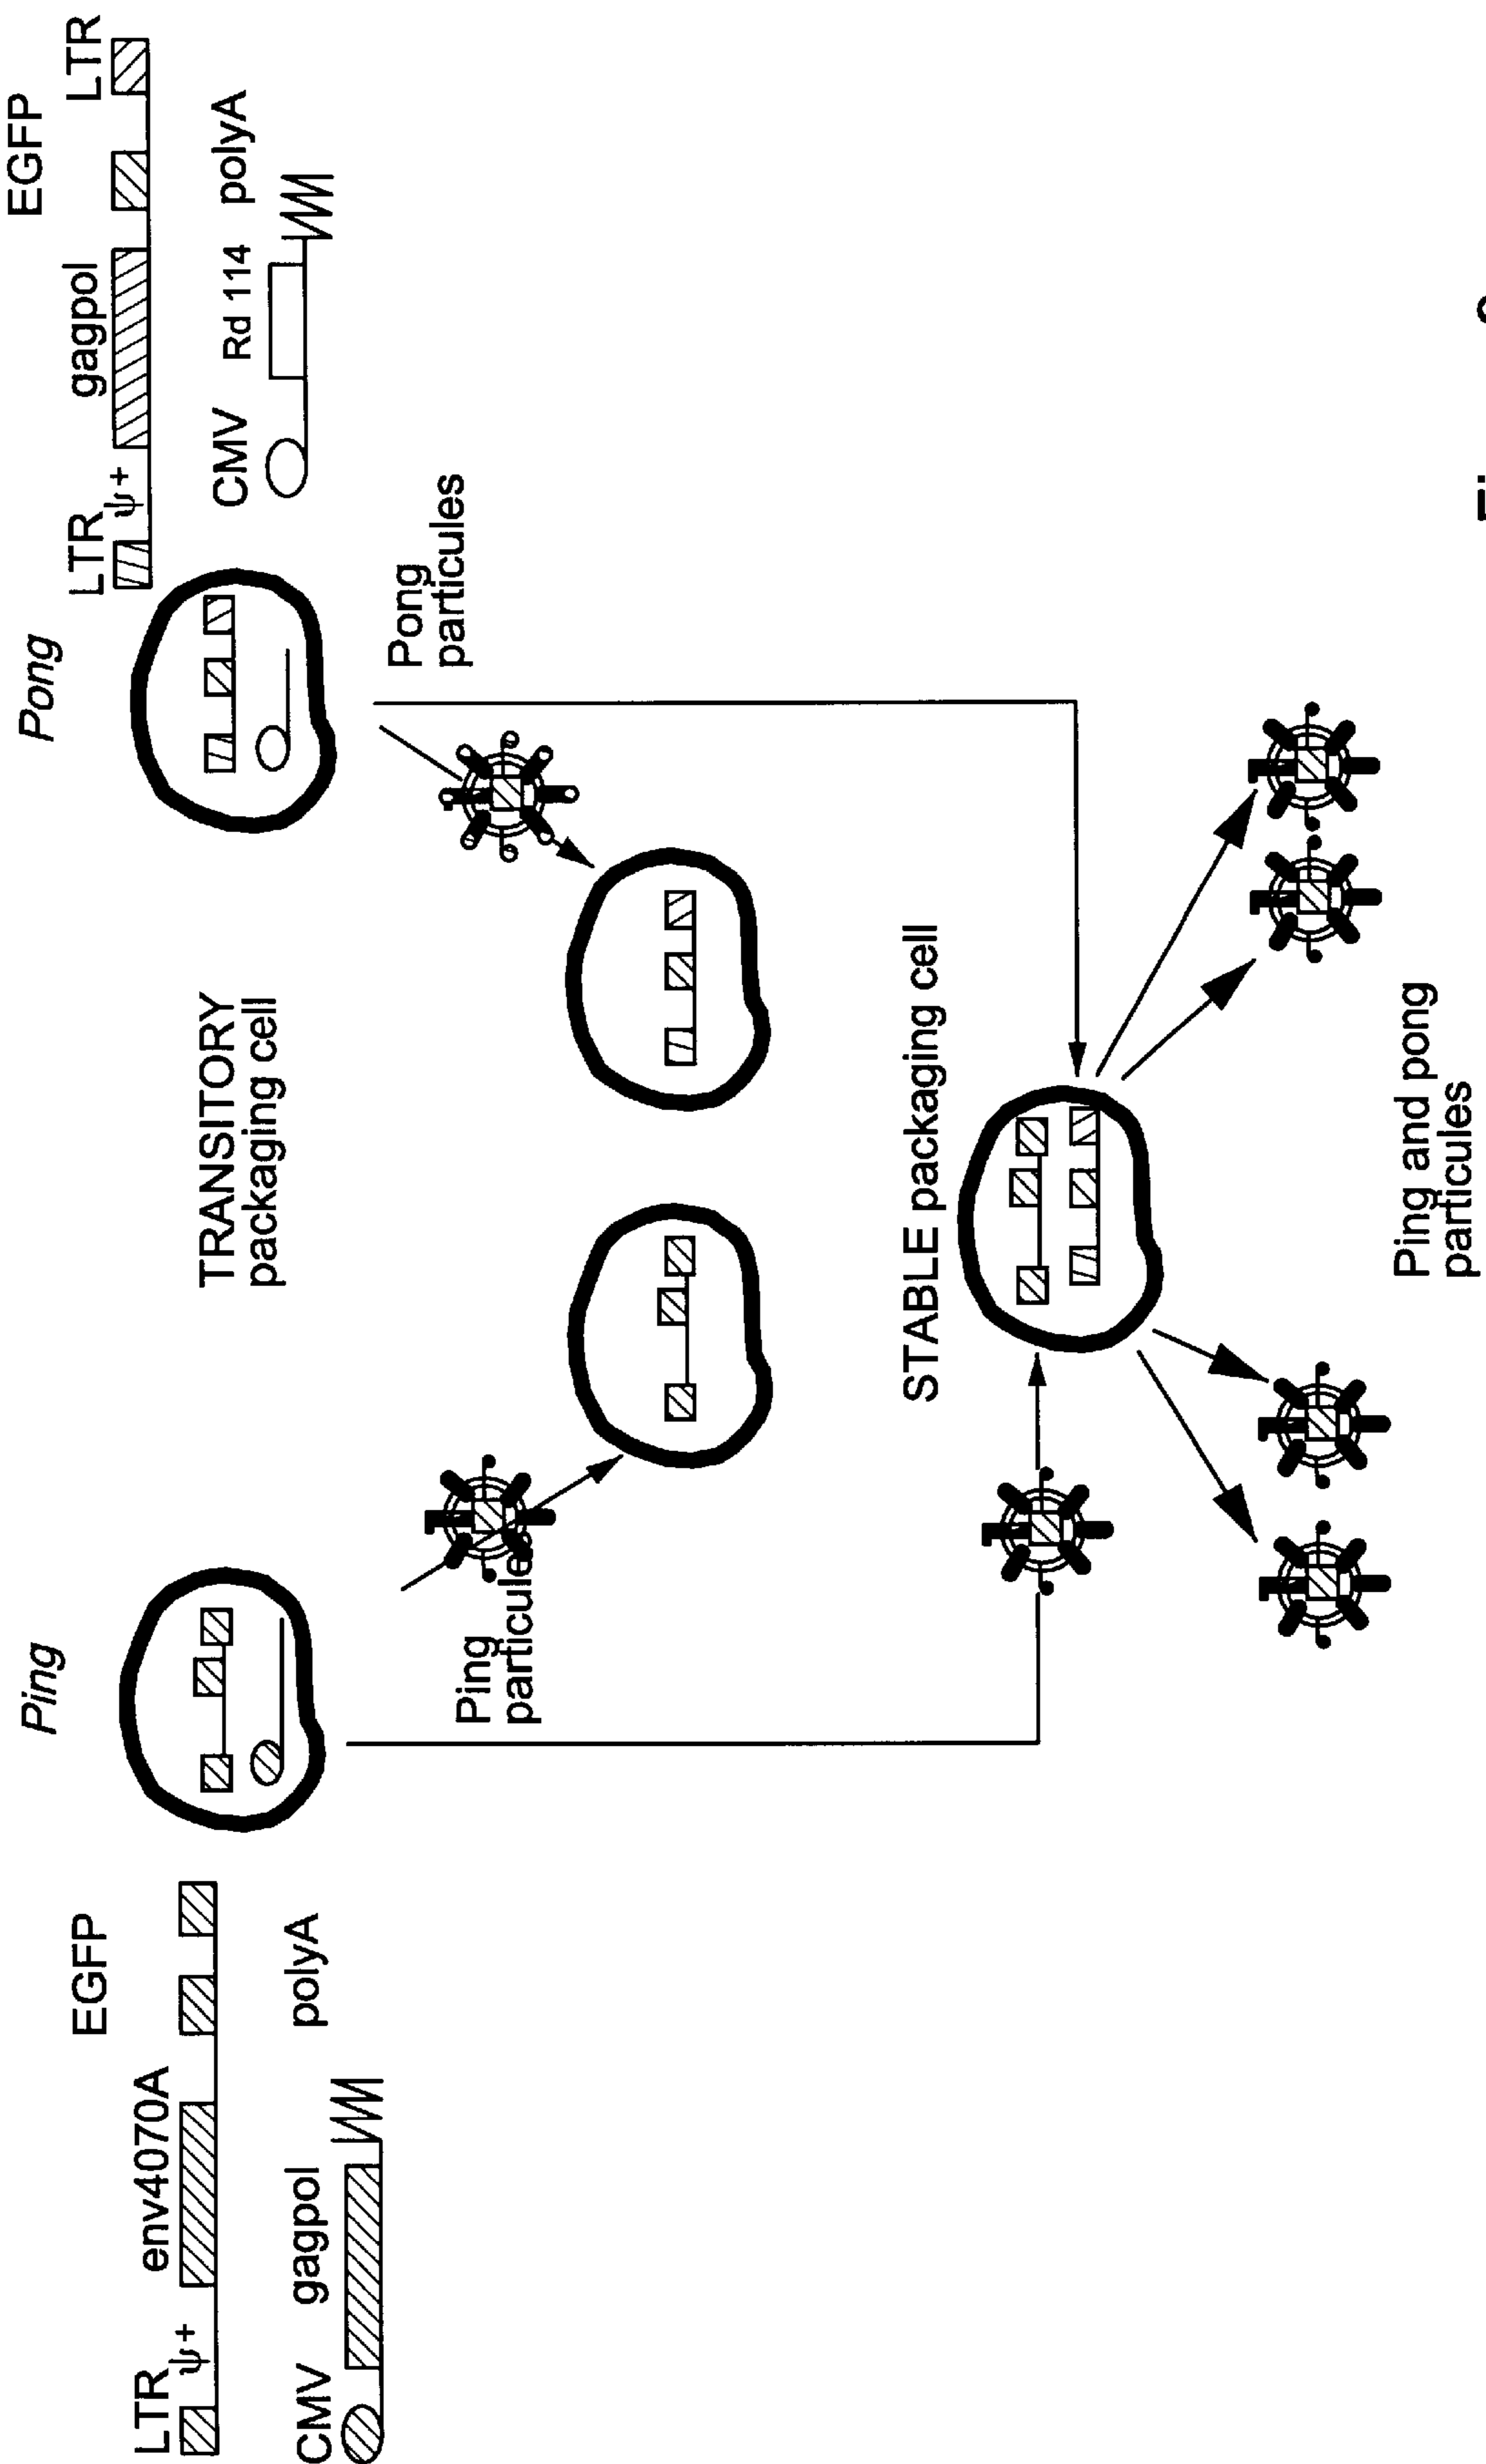 Ping
Pong
EGFP
LTR ψ+ env4070A
CMV gagpol polyA
EGFP
LTR ψ+ gagpol LTR
CMV Rd 114 polyA
TRANSITORY
packaging cell
Ping
particule
Pong
particules
STABLE packaging cell
Ping and pong
particules